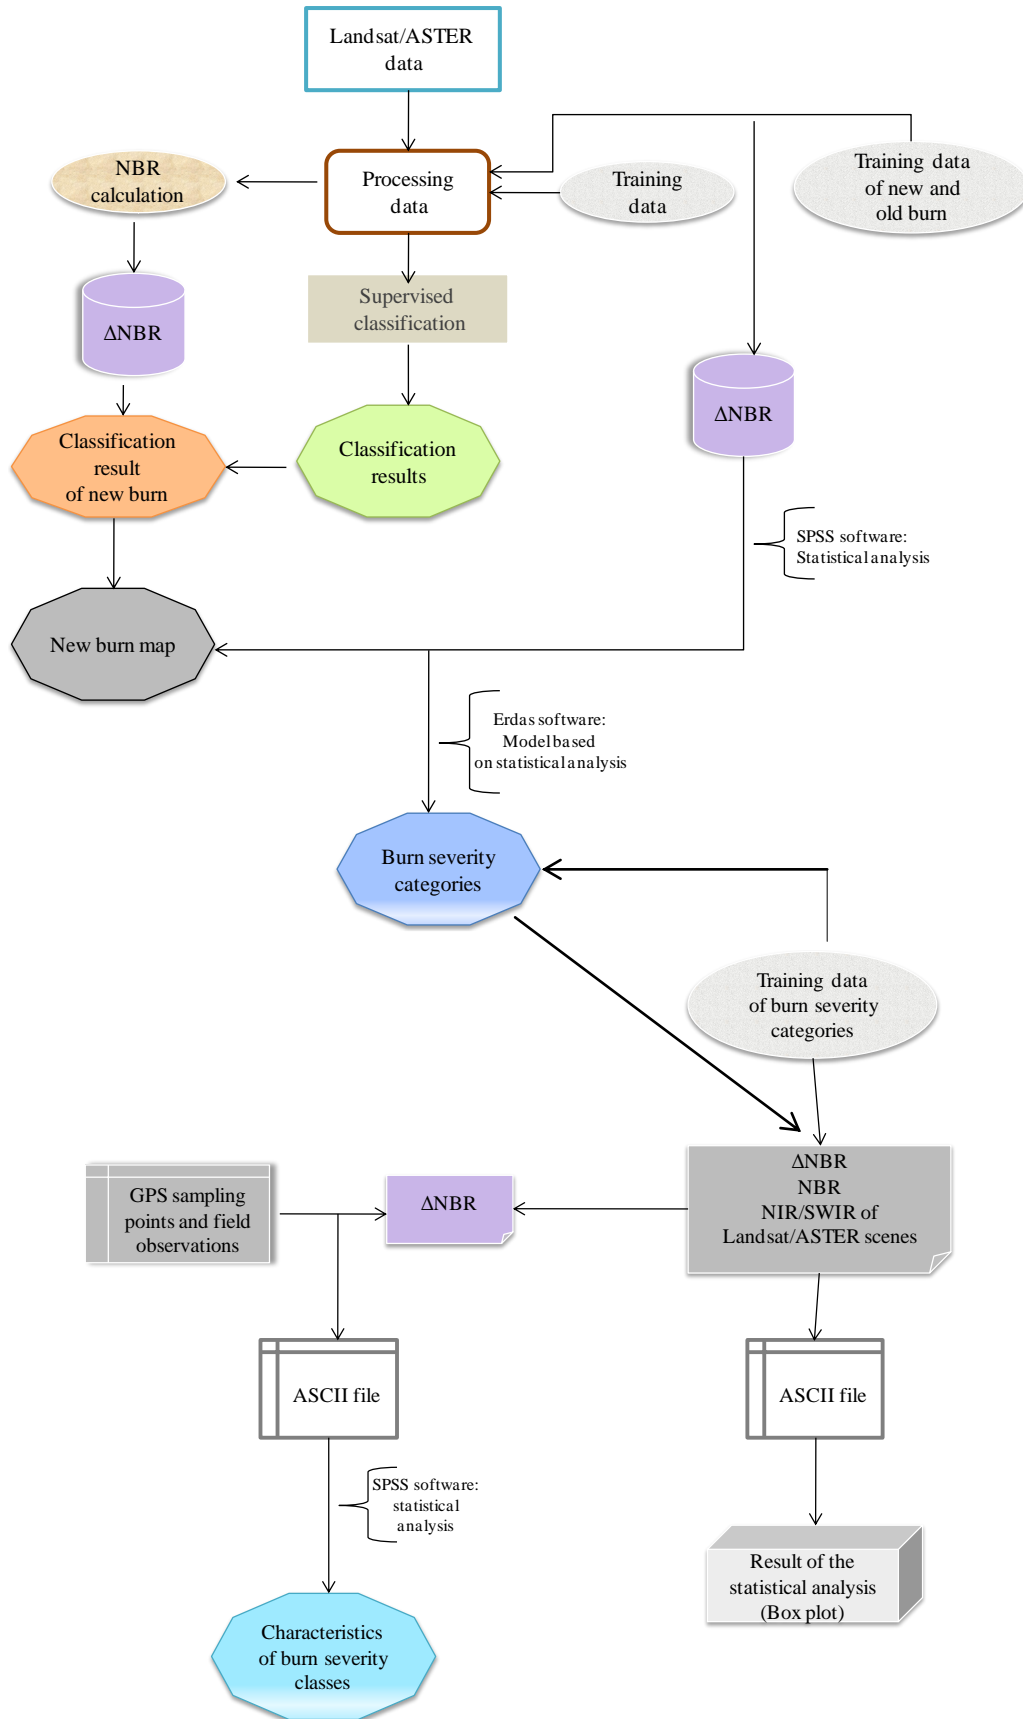 Landsat/ASTER
data
NBR
calculation
Processing
data
Training
data
Training data
of new and
old burn
Supervised
classification
ΔNBR
ΔNBR
Classification
result
of new burn
Classification
results
SPSS software:
Statistical analysis
New burn map
Erdas software:
Model based
on statistical analysis
Burn severity
categories
Training data
of burn severity
categories
ΔNBR
NBR
NIR/SWIR of
Landsat/ASTER scenes
GPS sampling
points and field
observations
ΔNBR
ASCII file
ASCII file
SPSS software:
statistical
analysis
Result of the
statistical analysis
(Box plot)
Characteristics
of burn severity
classes